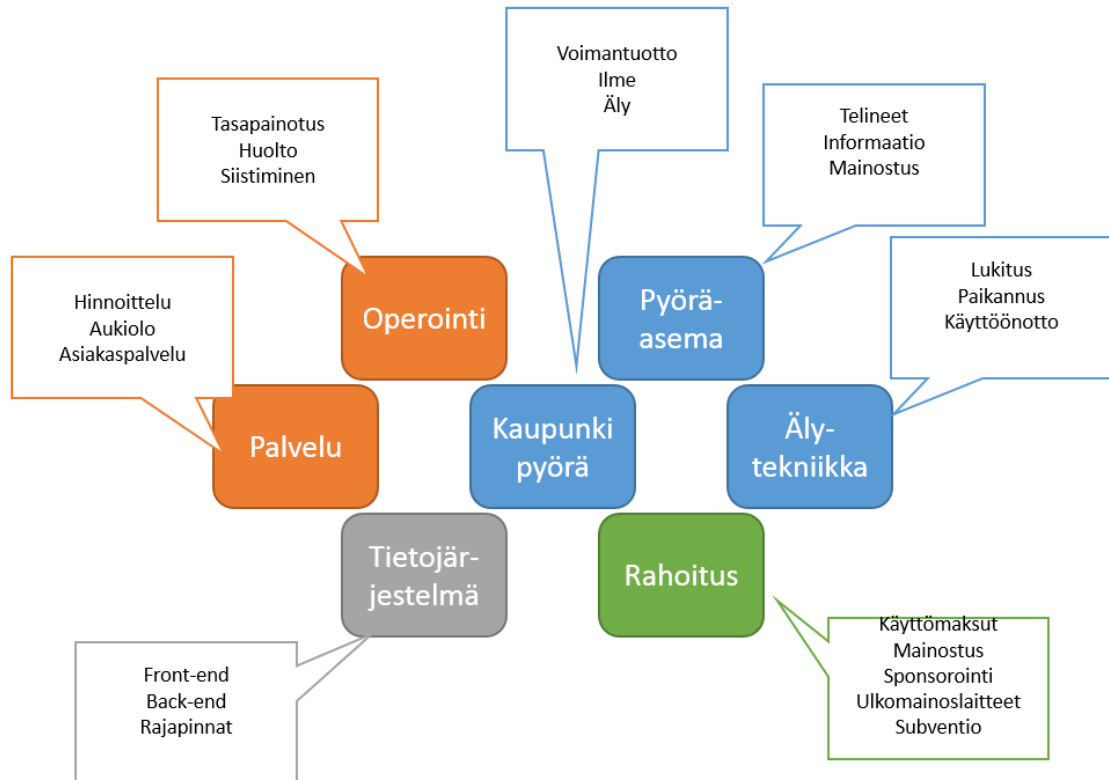 Voimantuotto
Ilme
Äly
Tasapainotus
Huolto
Siistiminen
Telineet
Informaatio
Mainostus
Hinnoittelu
Aukiolo
Asiakaspalvelu
Lukitus
Paikannus
Käyttöönotto
Operointi
Pyörä-
asema
Palvelu
Kaupunki
pyörä
Äly-
tekniikka
Tietojär-
jestelmä
Rahoitus
Front-end
Back-end
Rajapinnat
Käyttömaksut
Mainostus
Sponsorointi
Ulkomainoslaitteet
Subventio